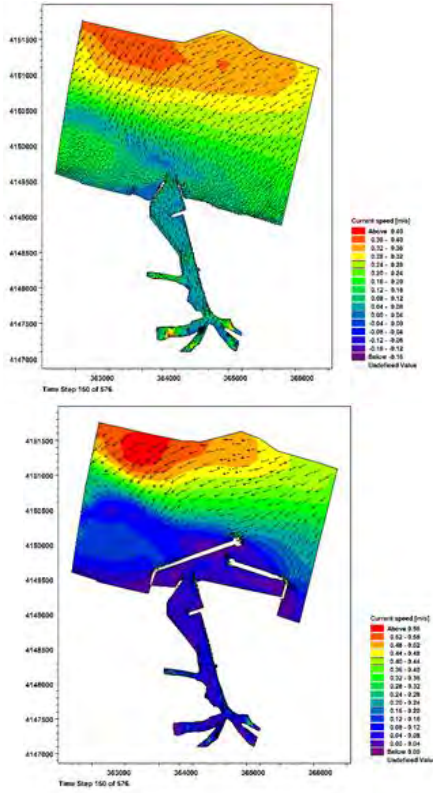 4151500
4151000
4150500
4150000
4149500
4149000
4148500
4148000
4147500
4147000
363000 364000 365000 366000
Time Step 150 of 576
Current speed [m/s]
Above 0.40
0.36 - 0.40
0.32 - 0.36
0.28 - 0.32
0.24 - 0.28
0.20 - 0.24
0.16 - 0.20
0.12 - 0.16
0.08 - 0.12
0.04 - 0.08
0.00 - 0.04
-0.04 - 0.00
-0.08 - -0.04
-0.12 - -0.08
-0.16 - -0.12
Below -0.16
Undefined Value
4151500
4151000
4150500
4150000
4149500
4149000
4148500
4148000
4147500
4147000
363000 364000 365000 366000
Time Step 150 of 576
Current speed [m/s]
Above 0.56
0.52 - 0.56
0.48 - 0.52
0.44 - 0.48
0.40 - 0.44
0.36 - 0.40
0.32 - 0.36
0.28 - 0.32
0.24 - 0.28
0.20 - 0.24
0.16 - 0.20
0.12 - 0.16
0.08 - 0.12
0.04 - 0.08
0.00 - 0.04
Below 0.00
Undefined Value